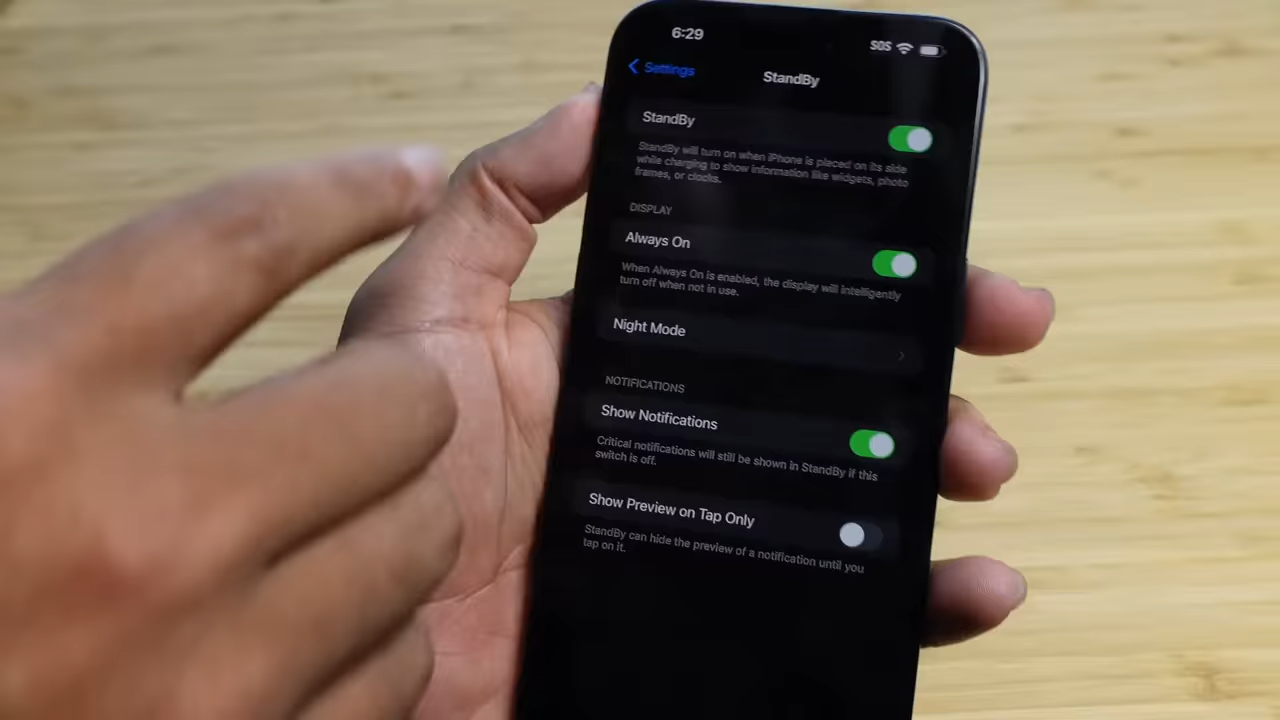 6:29
SOS
Settings
StandBy
StandBy
StandBy will turn on when iPhone is placed on its side
while charging to show information like widgets, photo
frames, or clocks.
DISPLAY
Always On
When Always On is enabled, the display will intelligently
turn off when not in use.
Night Mode
NOTIFICATIONS
Show Notifications
Critical notifications will still be shown in StandBy if this
switch is off.
Show Preview on Tap Only
StandBy can hide the preview of a notification until you
tap on it.